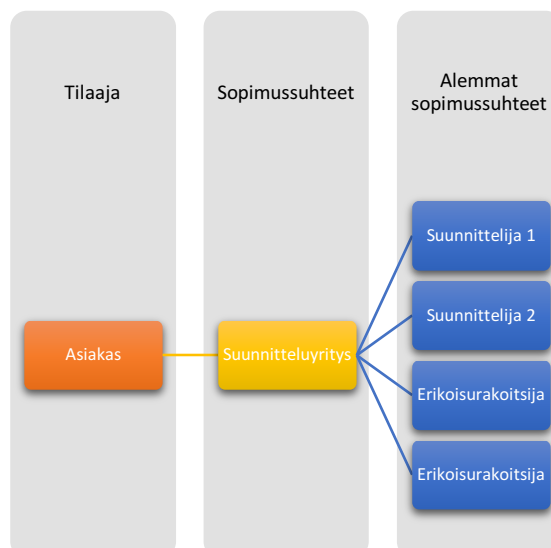 Tilaaja
Sopimussuhteet
Alemmat
sopimussuhteet
Asiakas
Suunnitteluyritys
Suunnittelija 1
Suunnittelija 2
Erikoisurakoitsija
Erikoisurakoitsija